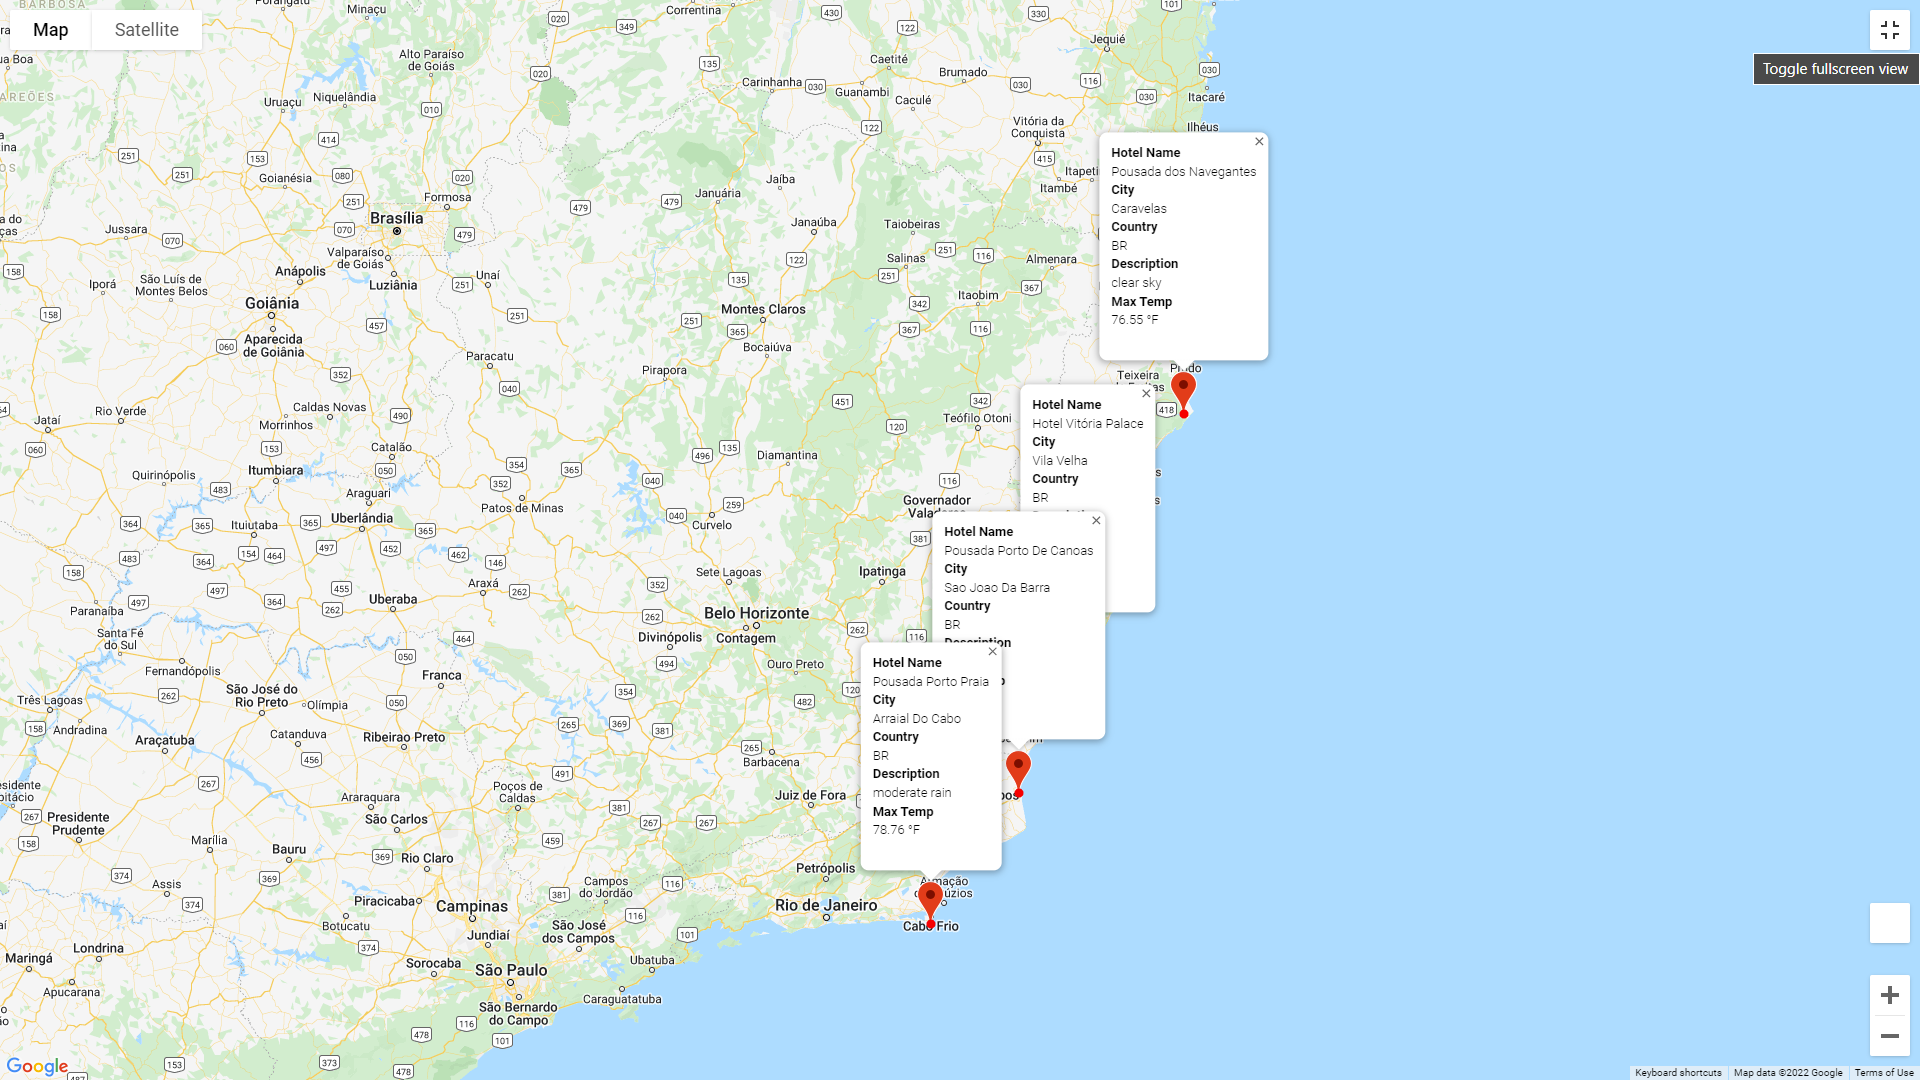 Map
Satellite
Toggle fullscreen view
BARBOSA
Minaçu
Correntina
Jequié
Alto Paraíso
de Goiás
Caetité
Brumado
Carinhanha
Guanambi
Caculé
Itacaré
Uruaçu
Niquelândia
Vitória da
Conquista
Ilhéus
Goianésia
Formosa
Januária
Jaíba
Itambé
Brasília
Jussara
Valparaíso
de Goiás
Janaúba
Taiobeiras
Anápolis
Luziânia
Unaí
Salinas
Almenara
Iporá
São Luís de
Montes Belos
Goiânia
Aparecida
de Goiânia
Montes Claros
Itaobim
Bocaiúva
Paracatu
Pirapora
Teófilo Otoni
Jataí
Rio Verde
Caldas Novas
Morrinhos
Catalão
Itumbiara
Quirinópolis
Araguari
Uberlândia
Ituiutaba
Patos de Minas
Diamantina
Curvelo
Governador
Ipatinga
Sete Lagoas
Araxá
Uberaba
Paranaíba
Belo Horizonte
Contagem
Divinópolis
Ouro Preto
Santa Fé
do Sul
Fernandópolis
Três Lagoas
Andradina
São José do
Rio Preto
Olímpia
Franca
Catanduva
Araçatuba
Ribeirao Preto
Barbacena
Juiz de Fora
Poços de
Caldas
Araraquara
São Carlos
Presidente
Prudente
Marília
Bauru
Rio Claro
Assis
Piracicaba
Campinas
Botucatu
Jundiaí
Campos
do Jordão
São José
dos Campos
Petrópolis
Rio de Janeiro
Cabo Frio
Londrina
Maringá
Apucarana
Sorocaba
São Paulo
São Bernardo
do Campo
Ubatuba
Caraguatatuba
Hotel Name
Pousada dos Navegantes
City
Caravelas
Country
BR
Description
clear sky
Max Temp
76.55 °F
Teixeira
Hotel Name
Hotel Vitória Palace
City
Vila Velha
Country
BR
Hotel Name
Pousada Porto De Canoas
City
Sao Joao Da Barra
Country
BR
Description
Hotel Name
Pousada Porto Praia
City
Arraial Do Cabo
Country
BR
Description
moderate rain
Max Temp
78.76 °F
Google
Keyboard shortcuts
Map data ©2022 Google
Terms of Use